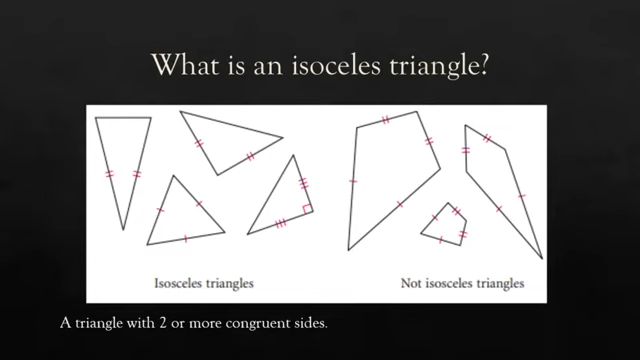 What is an isoceles triangle?
Isosceles triangles
Not isosceles triangles
A triangle with 2 or more congruent sides.